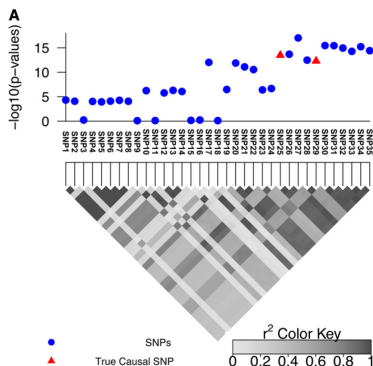 A
−log10(p-values)
15
10
5
0
SNP1 SNP2 SNP3 SNP4 SNP5 SNP6 SNP7 SNP8 SNP9 SNP10 SNP11 SNP12 SNP13 SNP14 SNP15 SNP16 SNP17 SNP18 SNP19 SNP20 SNP21 SNP22 SNP23 SNP24 SNP25 SNP26 SNP27 SNP28 SNP29 SNP30 SNP31 SNP32 SNP33 SNP34 SNP35
SNPs
True Causal SNP
r² Color Key
0 0.2 0.4 0.6 0.8 1